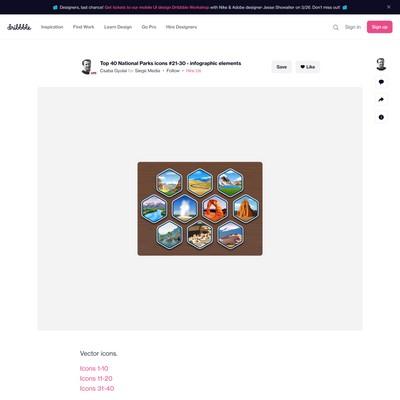 Designers, last chance! Get tickets to our mobile UI design Dribbble Workshop with Nike & Adobe designer Jesse Showalter on 5/26. Don't miss out!
dribbble
Inspiration
Find Work
Learn Design
Go Pro
Hire Designers
Sign in
Sign up
Top 40 National Parks icons #21-30 - infographic elements
Csaba Gyulai for Siege Media • Follow • Hire Us
Save
Like
Vector icons.
Icons 1-10
Icons 11-20
Icons 31-40